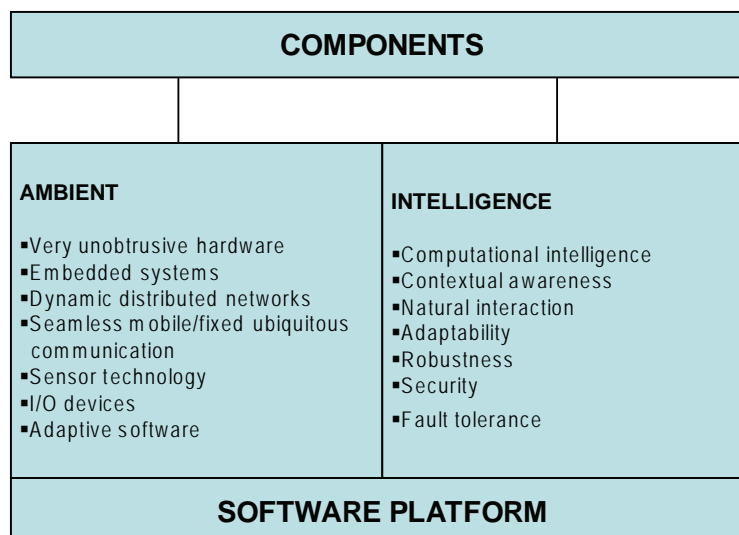 COMPONENTS
AMBIENT
▪Very unobtrusive hardware
▪Embedded systems
▪Dynamic distributed networks
▪Seamless mobile/fixed ubiquitous
communication
▪Sensor technology
▪I/O devices
▪Adaptive software
INTELLIGENCE
▪Computational intelligence
▪Contextual awareness
▪Natural interaction
▪Adaptability
▪Robustness
▪Security
▪Fault tolerance
SOFTWARE PLATFORM